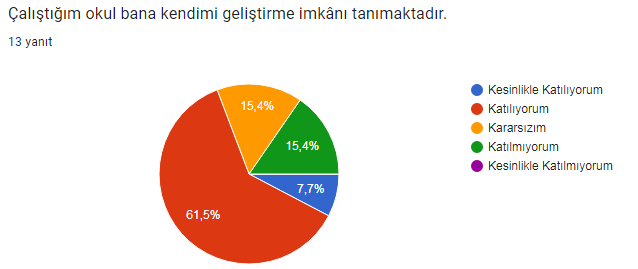 Çalıştığım okul bana kendimi geliştirme imkânı tanımaktadır.
13 yanıt
Kesinlikle Katılıyorum
Katılıyorum
Kararsızım
Katılmıyorum
Kesinlikle Katılmıyorum
15,4%
15,4%
7,7%
61,5%